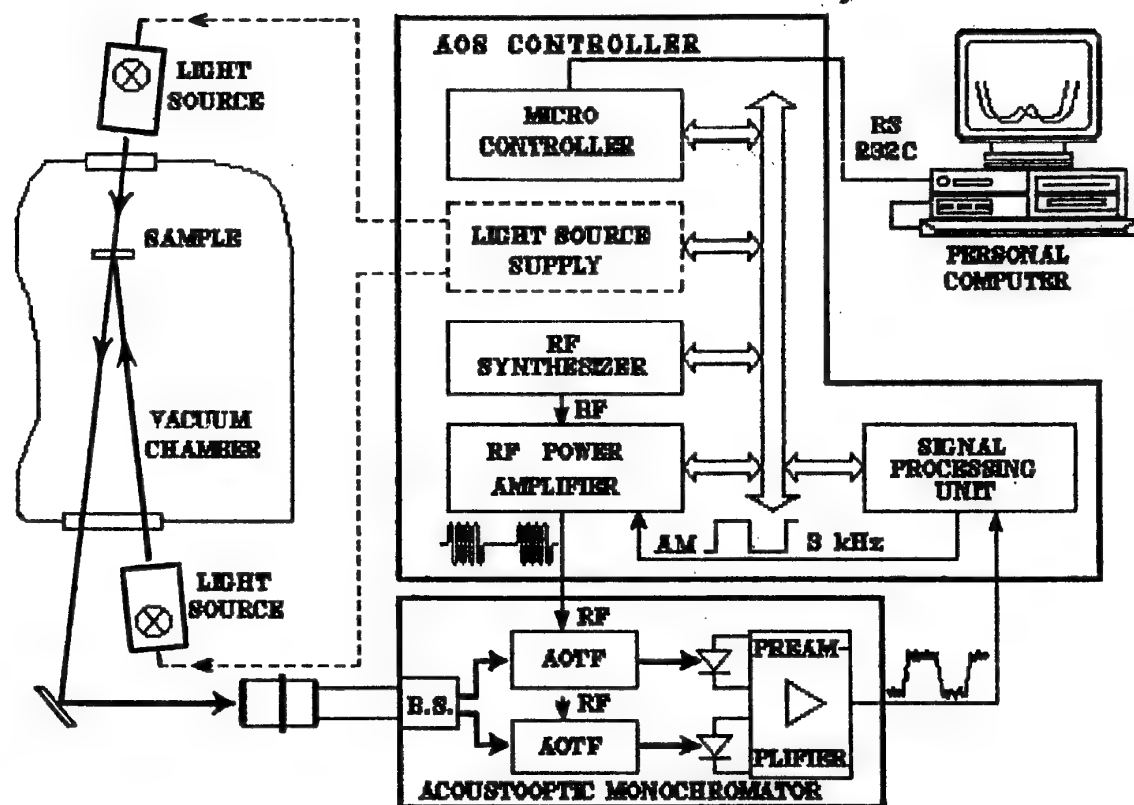 LIGHT
SOURCE
SAMPLE
VACUUM
CHAMBER
LIGHT
SOURCE
AOS CONTROLLER
MICRO
CONTROLLER
LIGHT SOURCE
SUPPLY
RF
SYNTHESIZER
RF
RF POWER
AMPLIFIER
SIGNAL
PROCESSING
UNIT
AM
3 kHz
RS
232C
PERSONAL
COMPUTER
RF
AOTF
RF
AOTF
B.S.
PREAM-
PLIFIER
ACOUSTOOPTIC MONOCHROMATOR